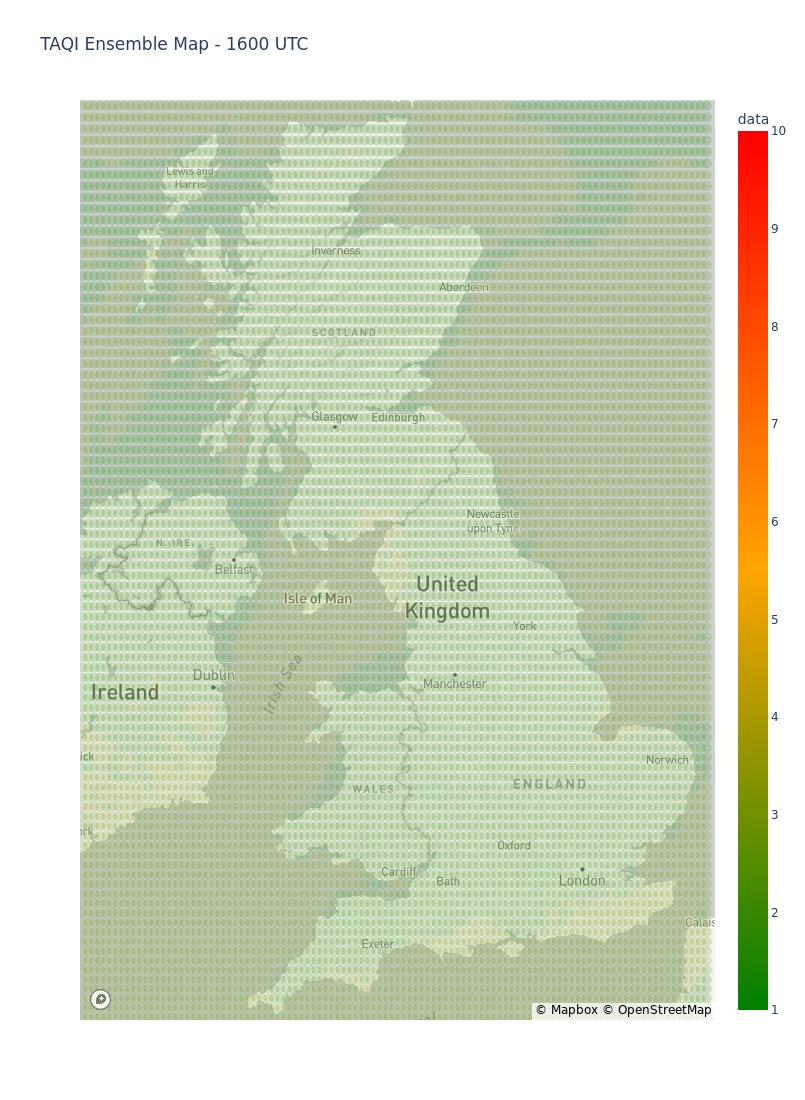 TAQI Ensemble Map - 1600 UTC
data
10
9
8
7
6
5
4
3
2
1
Lewis and
Harris
Inverness
Aberdeen
SCOTLAND
Glasgow
Edinburgh
Newcastle
upon Tyne
N. IRE.
Belfast
Isle of Man
United
Kingdom
York
Irish Sea
Dublin
Manchester
Ireland
ick
Norwich
WALES
ENGLAND
ork
Oxford
Cardiff
Bath
London
Calais
Exeter
© Mapbox © OpenStreetMap